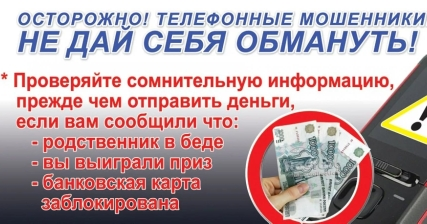 ОСТОРОЖНО! ТЕЛЕФОННЫЕ МОШЕННИКИ
НЕ ДАЙ СЕБЯ ОБМАНУТЬ!
* Проверяйте сомнительную информацию,
прежде чем отправить деньги,
если вам сообщили что:
- родственник в беде
- вы выиграли приз
- банковская карта
заблокирована